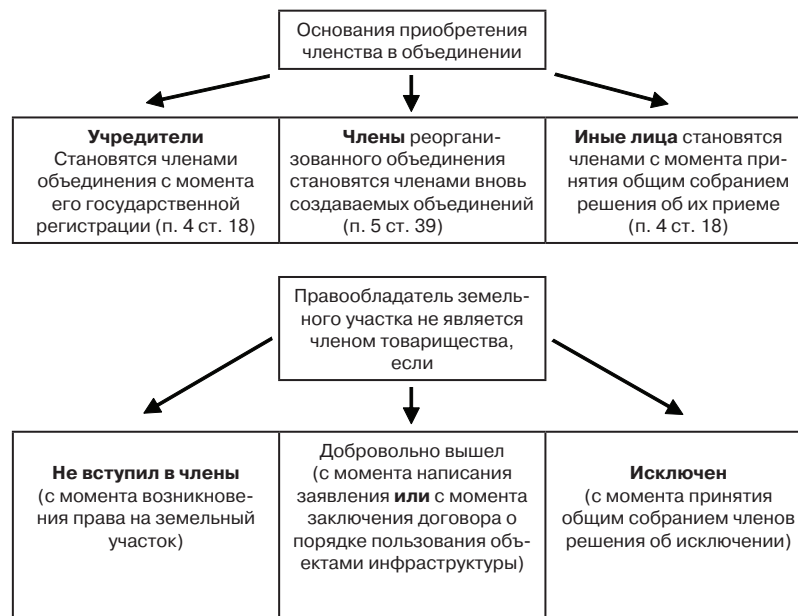 Основания приобретения
членства в объединении
Учредители
Становятся членами
объединения с момента
его государственной
регистрации (п. 4 ст. 18)
Члены реоргани-
зованного объединения
становятся членами вновь
создаваемых объединений
(п. 5 ст. 39)
Иные лица становятся
членами с момента при-
нятия общим собранием
решения об их приеме
(п. 4 ст. 18)
Правообладатель земель-
ного участка не является
членом товарищества,
если
Не вступил в члены
(с момента возникнове-
ния права на земельный
участок)
Добровольно вышел
(с момента написания
заявления или с момента
заключения договора о
порядке пользования объ-
ектами инфраструктуры)
Исключен
(с момента принятия
общим собранием членов
решения об исключении)